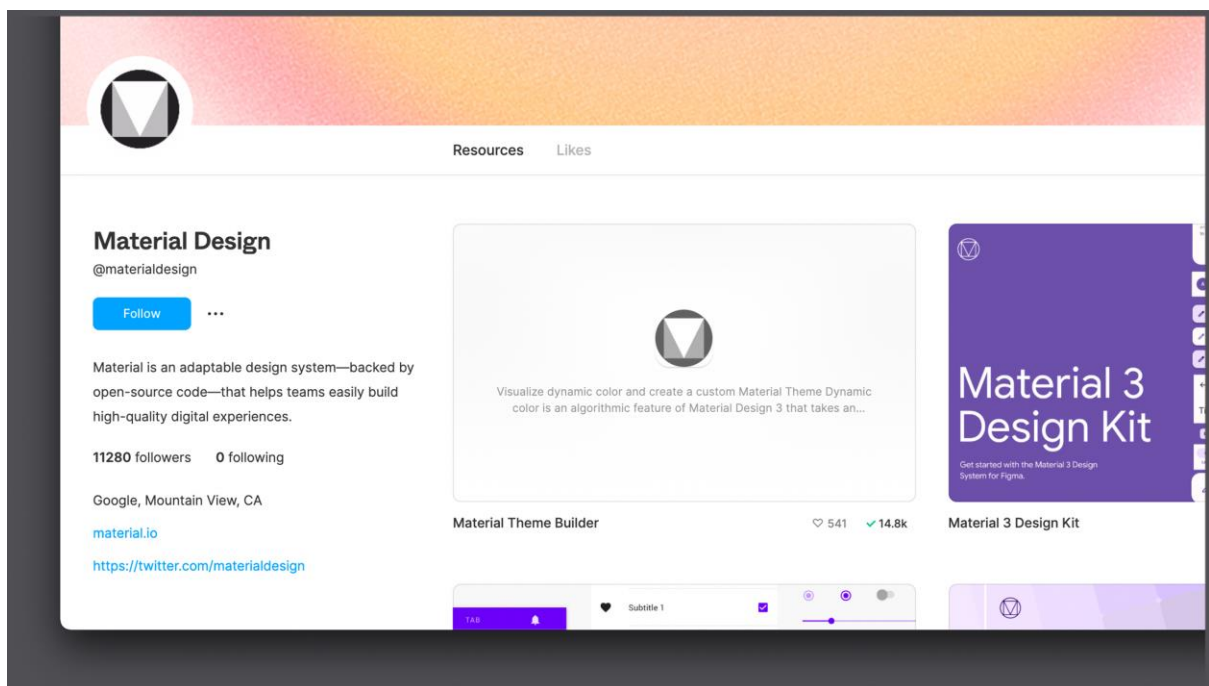 Resources
Likes
Material Design
@materialdesign
Follow
Material is an adaptable design system—backed by
open-source code—that helps teams easily build
high-quality digital experiences.
11280 followers 0 following
Google, Mountain View, CA
material.io
https://twitter.com/materialdesign
Visualize dynamic color and create a custom Material Theme Dynamic
color is an algorithmic feature of Material Design 3 that takes an...
Material Theme Builder
541
14.8k
Material 3
Design Kit
Get started with the Material 3 Design
System for Figma.
Material 3 Design Kit
TAB
Subtitle 1